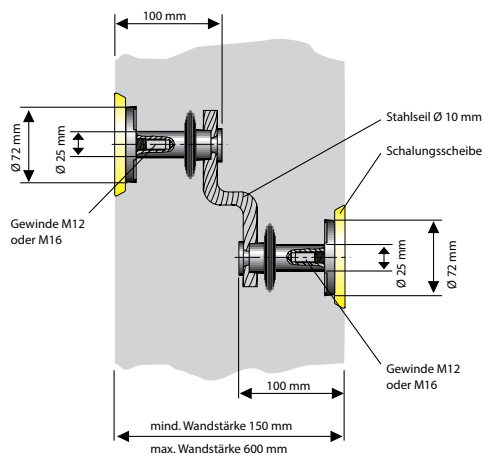 100 mm
Stahlseil Ø 10 mm
Schalungsscheibe
Ø 72 mm
Ø 25 mm
Gewinde M12
oder M16
Ø 25 mm
Ø 72 mm
Gewinde M12
oder M16
100 mm
mind. Wandstärke 150 mm
max. Wandstärke 600 mm